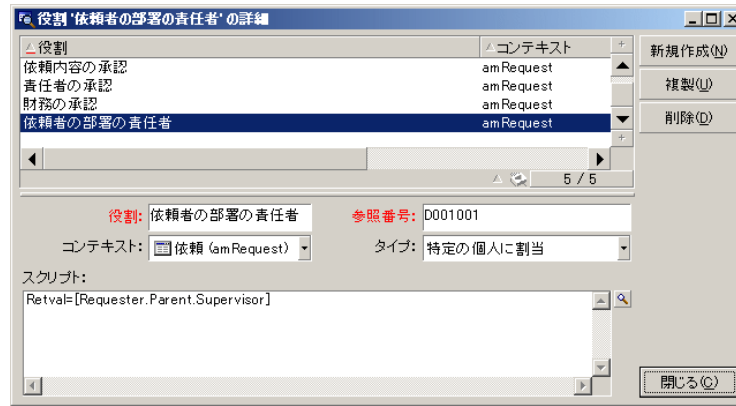 役割 '依頼者の部署の責任者' の詳細
役割 コンテキスト
依頼内容の承認 amRequest
責任者の承認 amRequest
財務の承認 amRequest
依頼者の部署の責任者 amRequest
5 / 5
新規作成(N)
複製(U)
削除(D)
役割: 依頼者の部署の責任者 参照番号: D001001
コンテキスト: 依頼 (amRequest) タイプ: 特定の個人に割当
スクリプト:
Retval=[Requester.Parent.Supervisor]
閉じる(C)